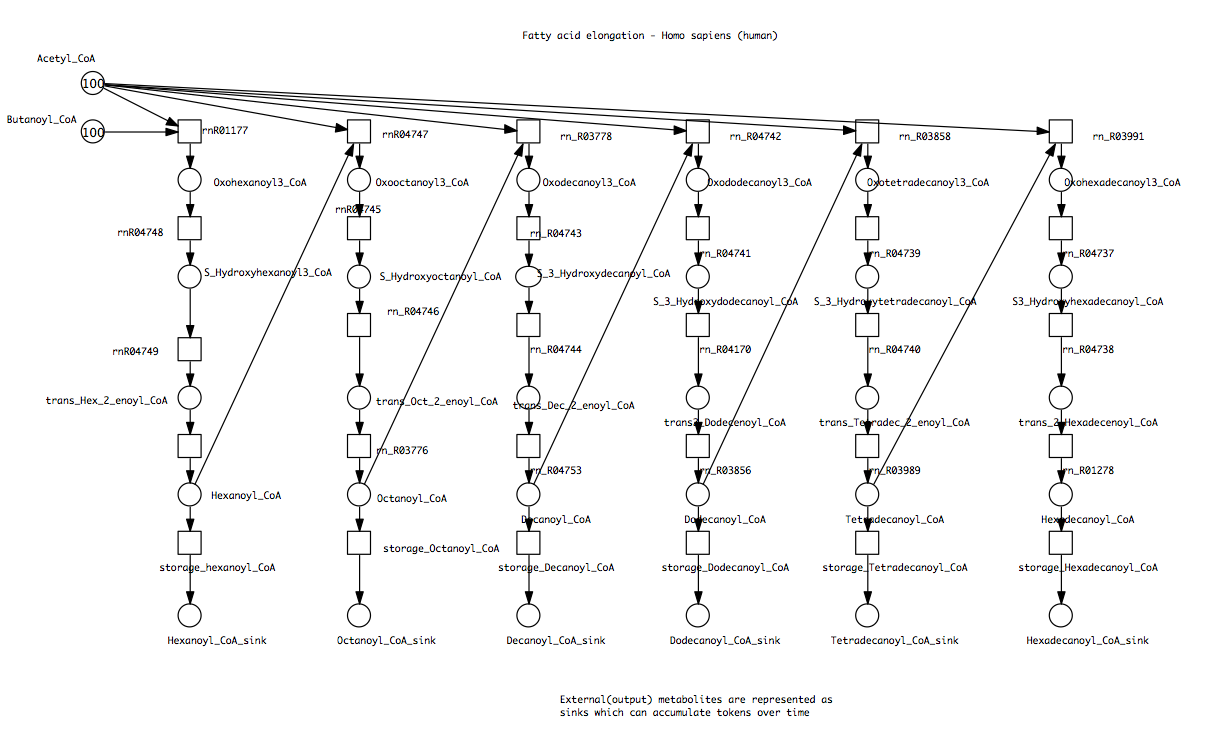 Fatty acid elongation - Homo sapiens (human)
Acetyl_CoA
100
Butanoyl_CoA
100
rnR01177
rnR04747
rn_R03778
rn_R04742
rn_R03858
rn_R03991
Oxohexanoyl3_CoA
Oxooctanoyl3_CoA
Oxodecanoyl3_CoA
Oxododecanoyl3_CoA
Oxotetradecanoyl3_CoA
Oxohexadecanoyl3_CoA
rnR04748
rnR04745
rn_R04743
rn_R04741
rn_R04739
rn_R04737
S_Hydroxyhexanoyl3_CoA
S_Hydroxyoctanoyl_CoA
S_3_Hydroxydecanoyl_CoA
S_3_Hydroxydodecanoyl_CoA
S_3_Hydroxytetradecanoyl_CoA
S3_Hydroxyhexadecanoyl_CoA
rnR04749
rn_R04746
rn_R04744
rn_R04170
rn_R04740
rn_R04738
trans_Hex_2_enoyl_CoA
trans_Oct_2_enoyl_CoA
trans_Dec_2_enoyl_CoA
trans2_Dodecenoyl_CoA
trans_Tetradec_2_enoyl_CoA
trans_2_Hexadecenoyl_CoA
rn_R03776
rn_R04753
rn_R03856
rn_R03989
rn_R01278
Hexanoyl_CoA
Octanoyl_CoA
Decanoyl_CoA
Dodecanoyl_CoA
Tetradecanoyl_CoA
Hexadecanoyl_CoA
storage_hexanoyl_CoA
storage_Octanoyl_CoA
storage_Decanoyl_CoA
storage_Dodecanoyl_CoA
storage_Tetradecanoyl_CoA
storage_Hexadecanoyl_CoA
Hexanoyl_CoA_sink
Octanoyl_CoA_sink
Decanoyl_CoA_sink
Dodecanoyl_CoA_sink
Tetradecanoyl_CoA_sink
Hexadecanoyl_CoA_sink
External(output) metabolites are represented as
sinks which can accumulate tokens over time